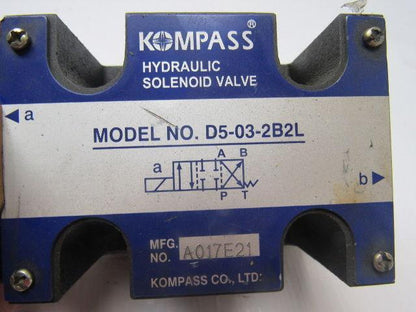 KOMPASS®
HYDRAULIC
SOLENOID VALVE
a
MODEL NO. D5-03-2B2L
A B
a
P T
b
MFG.
NO. A017E21
KOMPASS CO., LTD.